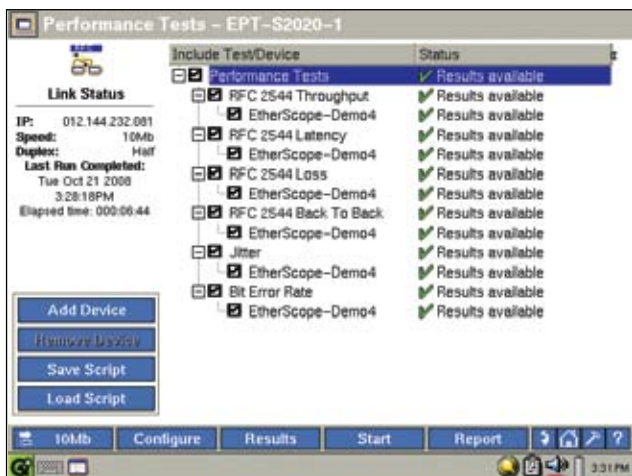 Performance Tests - EPT-S2020-1
Include Test/Device Status
Performance Tests Results available
RFC 2544 Throughput Results available
EtherScope-Demo4 Results available
RFC 2544 Latency Results available
EtherScope-Demo4 Results available
RFC 2544 Loss Results available
EtherScope-Demo4 Results available
RFC 2544 Back To Back Results available
EtherScope-Demo4 Results available
Jitter Results available
EtherScope-Demo4 Results available
Bit Error Rate Results available
EtherScope-Demo4 Results available
Link Status
IP: 012.144.232.081
Speed: 10Mb
Duplex: Half
Last Run Completed:
Tue Oct 21 2008
3:28:18PM
Elapsed time: 000:06:44
Add Device
Remove Device
Save Script
Load Script
10Mb Configure Results Start Report ?
3:31 PM